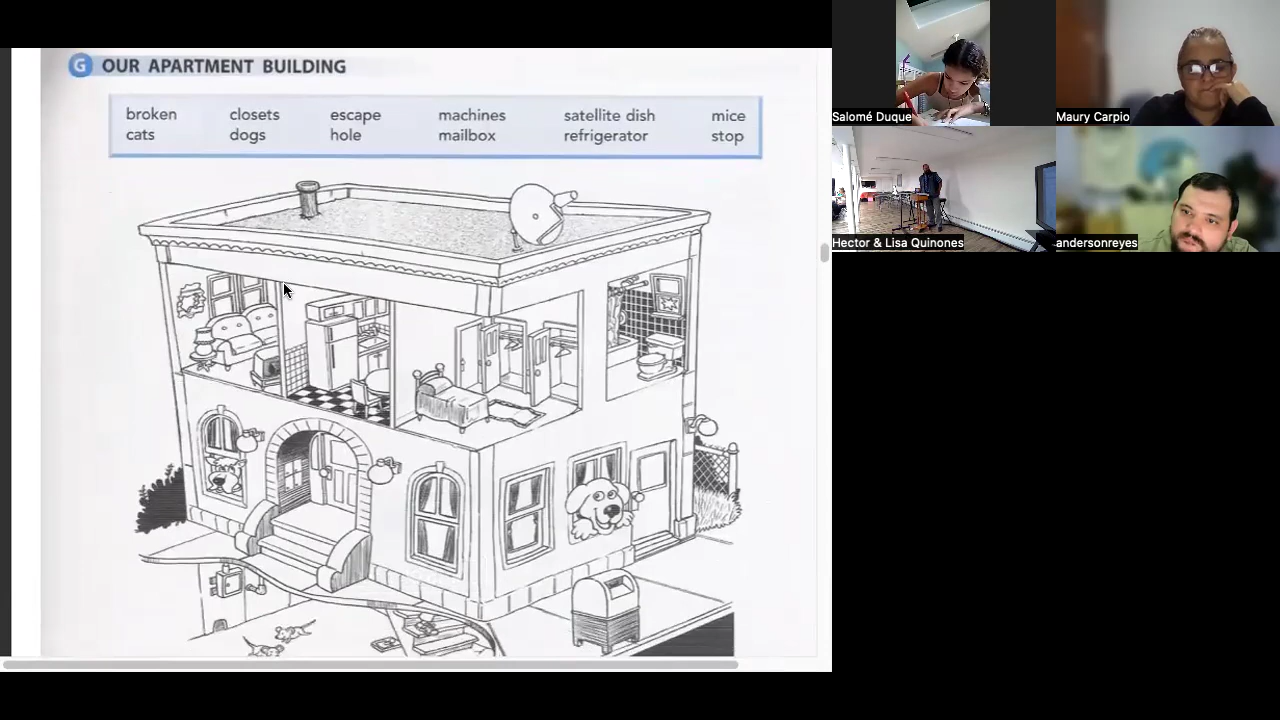 G OUR APARTMENT BUILDING
broken closets escape machines satellite dish mice
cats dogs hole mailbox refrigerator stop
Salomé Duque
Maury Carpio
Hector & Lisa Quinones
andersonreyes